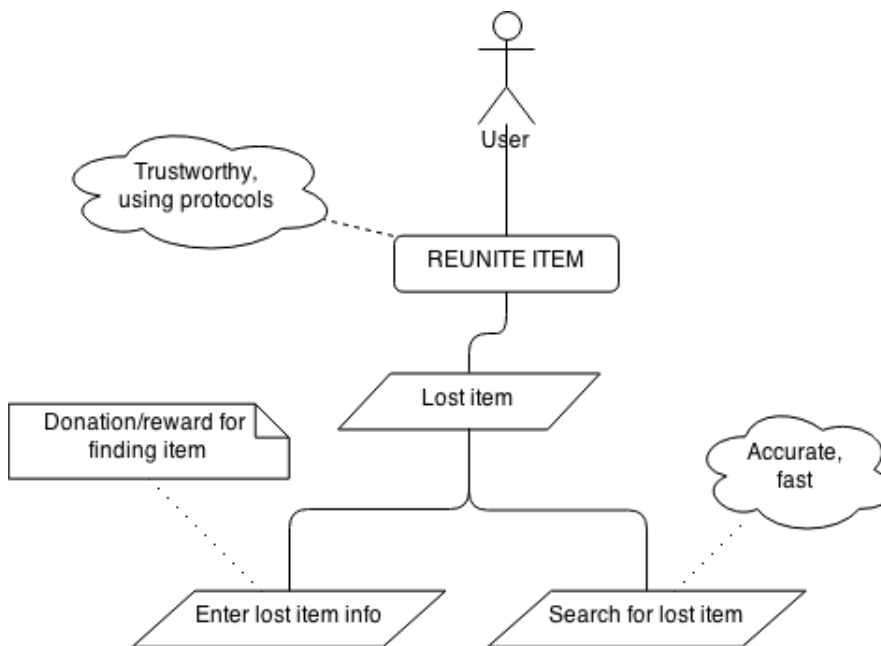 User
Trustworthy,
using protocols
REUNITE ITEM
Lost item
Donation/reward for
finding item
Accurate,
fast
Enter lost item info
Search for lost item